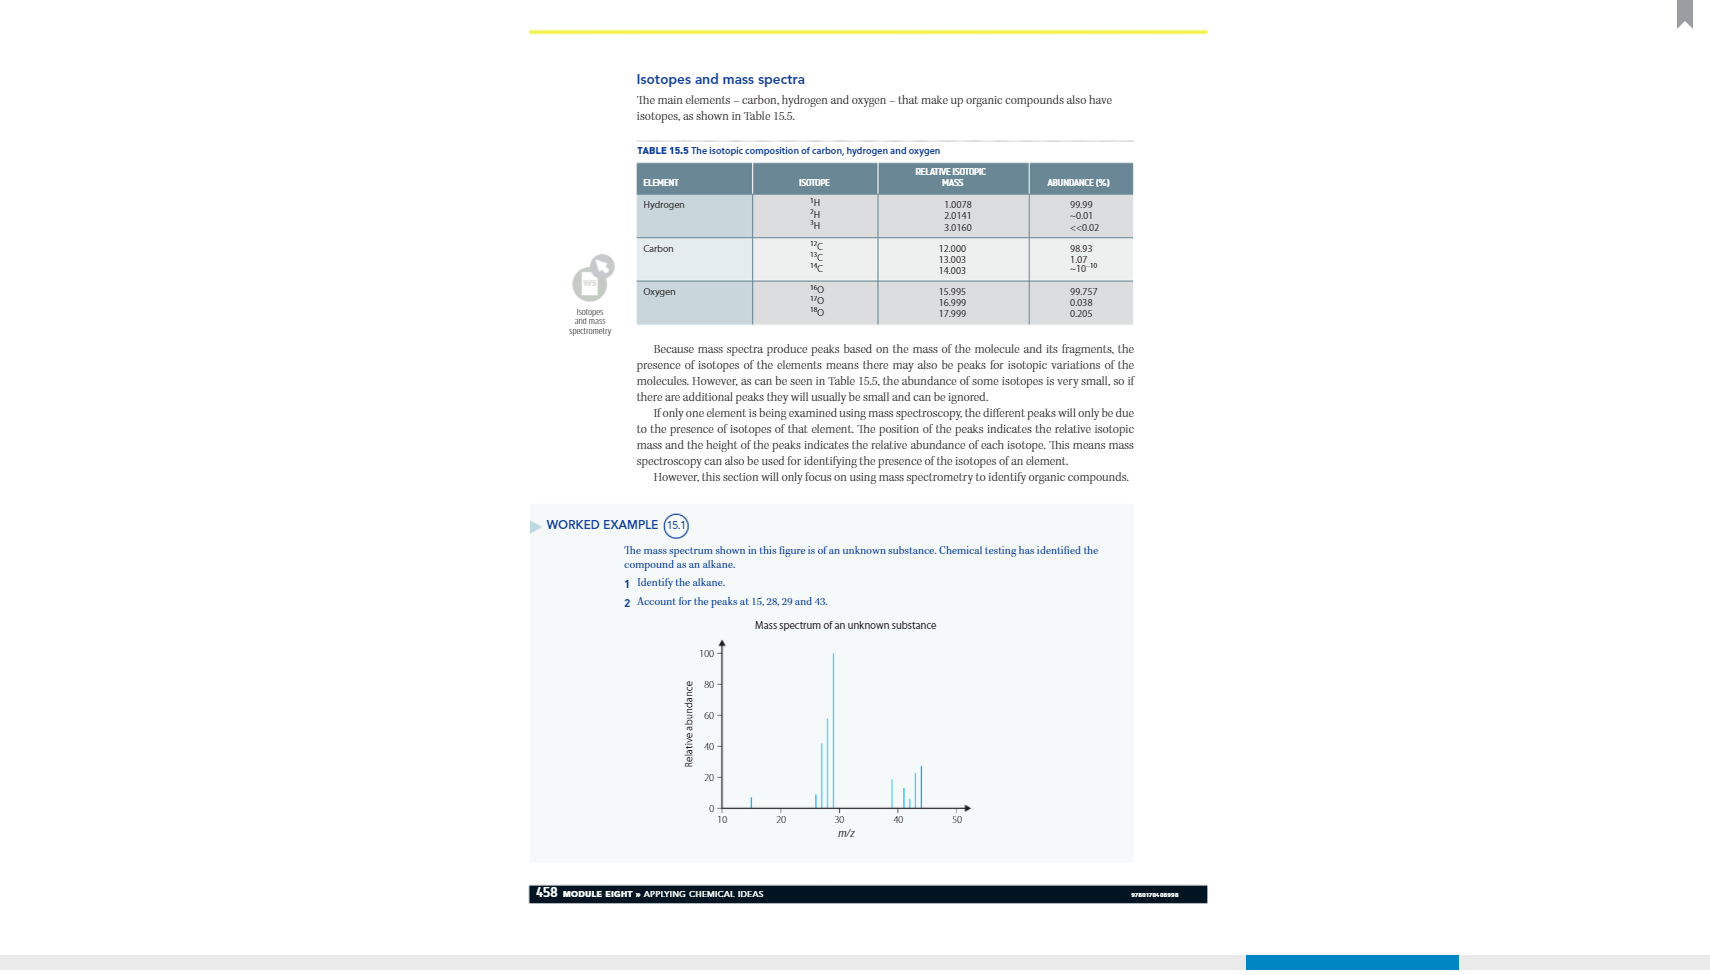 Isotopes and mass spectra
The main elements – carbon, hydrogen and oxygen – that make up organic compounds also have
isotopes, as shown in Table 15.5.
TABLE 15.5 The isotopic composition of carbon, hydrogen and oxygen
ELEMENT ISOTOPE RELATIVE ISOTOPIC MASS ABUNDANCE (%)
Hydrogen ¹H 1.0078 99.99
²H 2.0141 ~0.01
³H 3.0160 <<0.02
Carbon ¹²C 12.000 98.93
¹³C 13.003 1.07
¹⁴C 14.003 ~10⁻¹⁰
Oxygen ¹⁶O 15.995 99.757
¹⁷O 16.999 0.038
¹⁸O 17.999 0.205
WS
Isotopes
and mass
spectrometry
Because mass spectra produce peaks based on the mass of the molecule and its fragments, the
presence of isotopes of the elements means there may also be peaks for isotopic variations of the
molecules. However, as can be seen in Table 15.5, the abundance of some isotopes is very small, so if
there are additional peaks they will usually be small and can be ignored.
If only one element is being examined using mass spectroscopy, the different peaks will only be due
to the presence of isotopes of that element. The position of the peaks indicates the relative isotopic
mass and the height of the peaks indicates the relative abundance of each isotope. This means mass
spectroscopy can also be used for identifying the presence of the isotopes of an element.
However, this section will only focus on using mass spectrometry to identify organic compounds.
WORKED EXAMPLE 15.1
The mass spectrum shown in this figure is of an unknown substance. Chemical testing has identified the
compound as an alkane.
1 Identify the alkane.
2 Account for the peaks at 15, 28, 29 and 43.
Mass spectrum of an unknown substance
Relative abundance
100
80
60
40
20
0
10 20 30 40 50
m/z
458 MODULE EIGHT » APPLYING CHEMICAL IDEAS
9780170408998